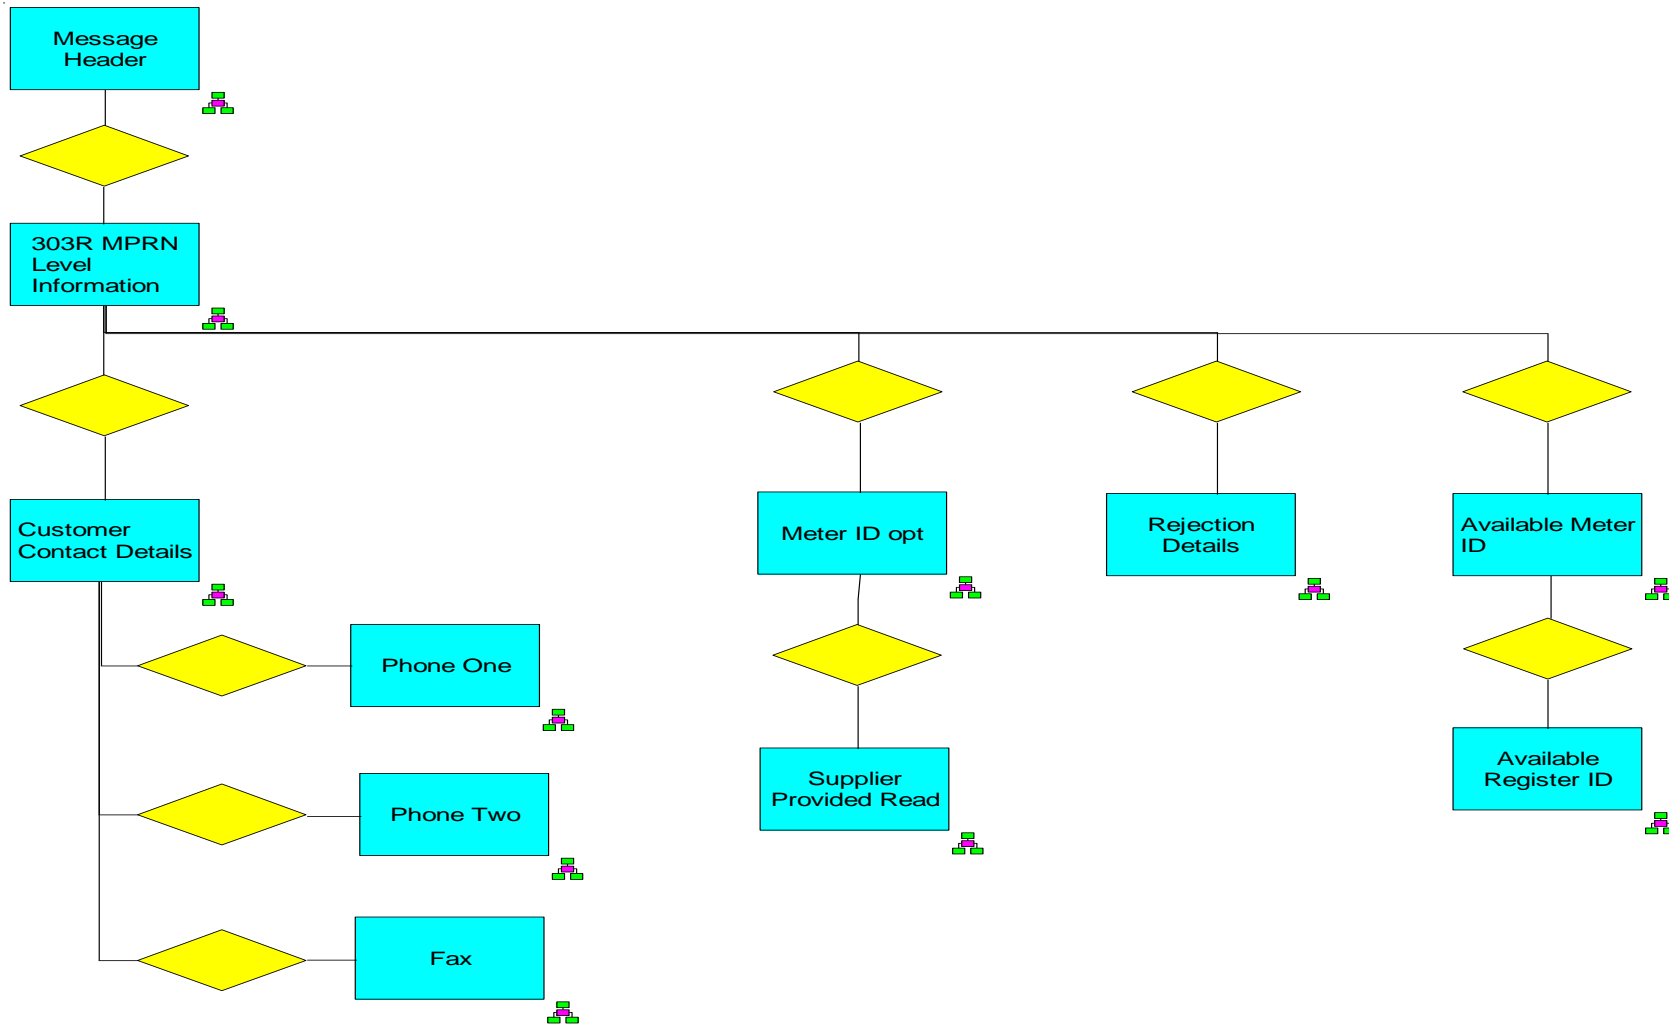 Message
Header
303R MPRN
Level
Information
Customer
Contact Details
Meter ID opt
Rejection
Details
Available Meter
ID
Phone One
Supplier
Provided Read
Available
Register ID
Phone Two
Fax